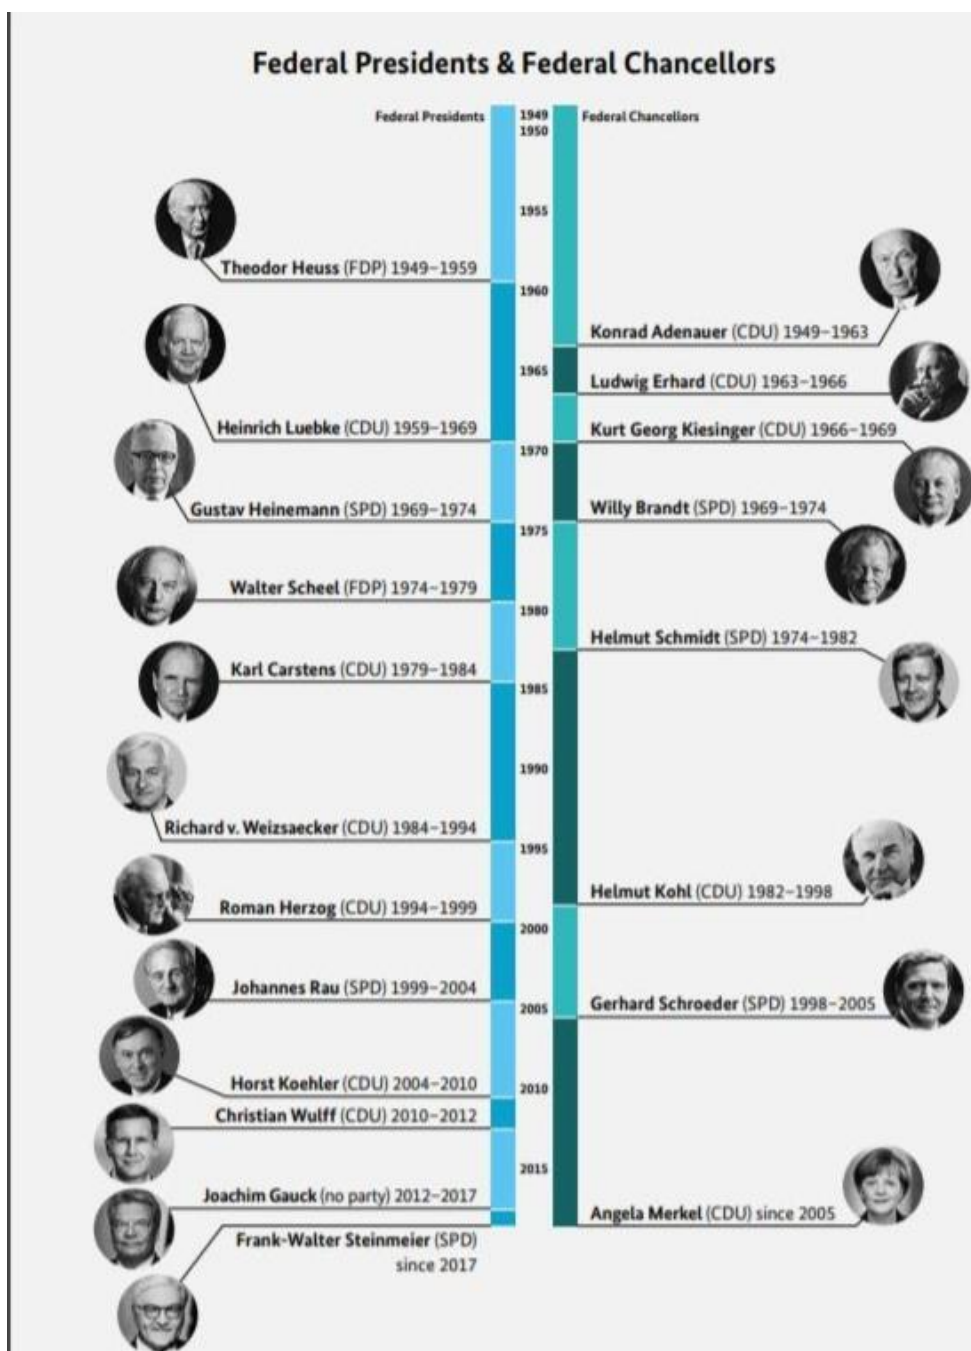 Federal Presidents & Federal Chancellors
Federal Presidents
1949
Federal Chancellors
1950
1955
Theodor Heuss (FDP) 1949–1959
1960
Konrad Adenauer (CDU) 1949–1963
1965
Ludwig Erhard (CDU) 1963–1966
Heinrich Luebke (CDU) 1959–1969
Kurt Georg Kiesinger (CDU) 1966–1969
1970
Gustav Heinemann (SPD) 1969–1974
Willy Brandt (SPD) 1969–1974
1975
Walter Scheel (FDP) 1974–1979
1980
Helmut Schmidt (SPD) 1974–1982
Karl Carstens (CDU) 1979–1984
1985
1990
Richard v. Weizsaecker (CDU) 1984–1994
1995
Helmut Kohl (CDU) 1982–1998
Roman Herzog (CDU) 1994–1999
2000
Johannes Rau (SPD) 1999–2004
Gerhard Schroeder (SPD) 1998–2005
2005
Horst Koehler (CDU) 2004–2010
2010
Christian Wulff (CDU) 2010–2012
2015
Joachim Gauck (no party) 2012–2017
Angela Merkel (CDU) since 2005
Frank-Walter Steinmeier (SPD)
since 2017